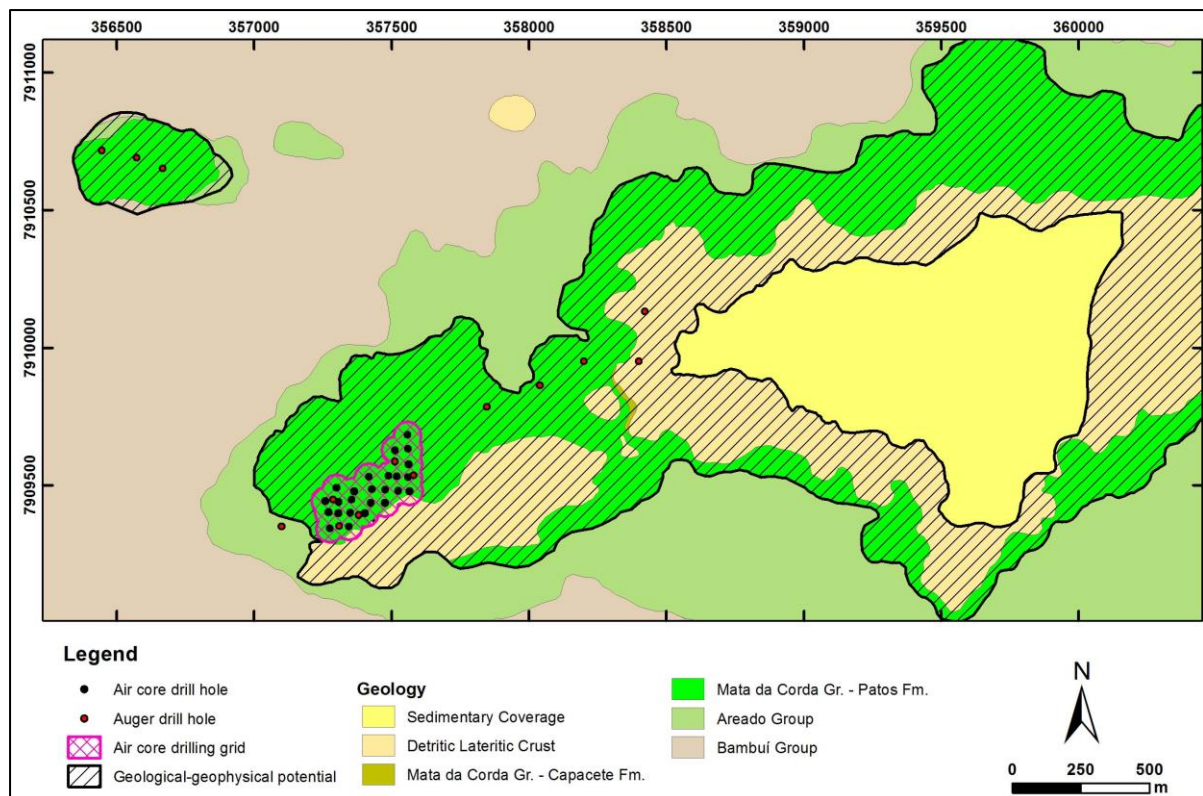 356500 357000 357500 358000 358500 359000 359500 360000
7911000
7910500
7910000
7909500
Legend
Air core drill hole
Auger drill hole
Air core drilling grid
Geological-geophysical potential
Geology
Sedimentary Coverage
Detritic Lateritic Crust
Mata da Corda Gr. - Capacete Fm.
Mata da Corda Gr. - Patos Fm.
Areado Group
Bambuí Group
N
0 250 500
m